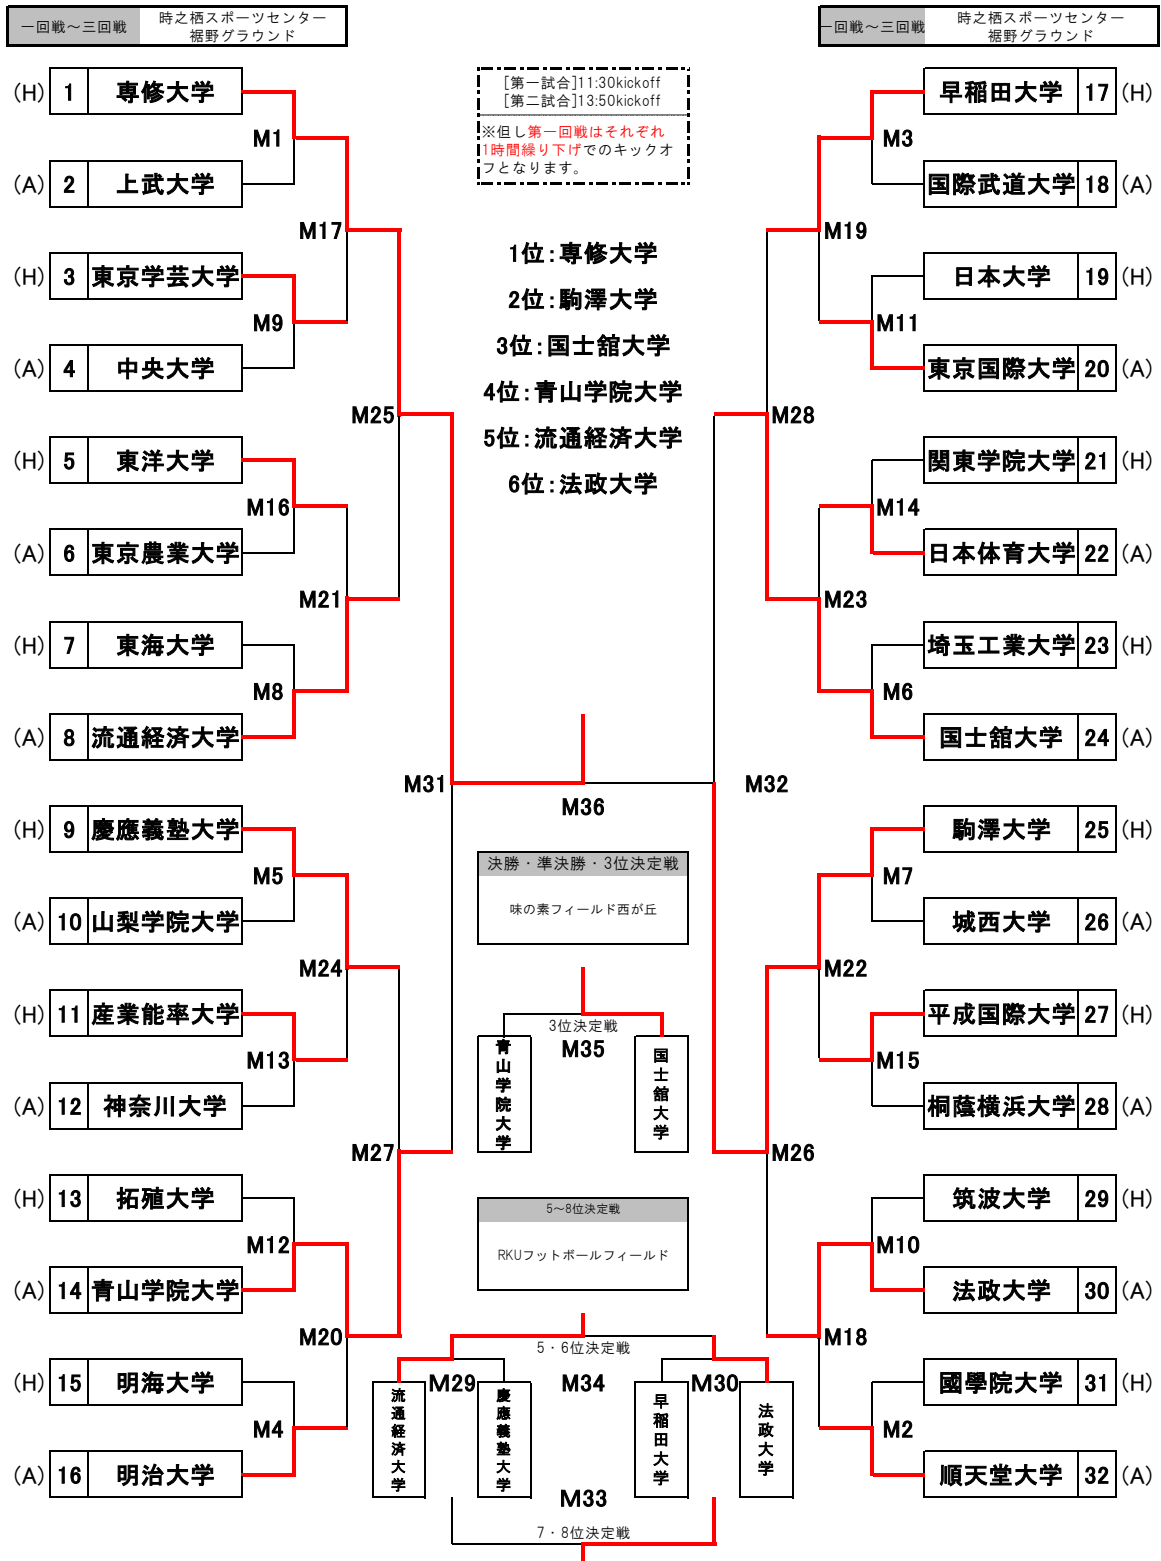 一回戦～三回戦
時之栖スポーツセンター
裾野グラウンド
一回戦～三回戦
時之栖スポーツセンター
裾野グラウンド
[第一試合]11:30kickoff
[第二試合]13:50kickoff
※但し第一回戦はそれぞれ
1時間繰り下げでのキックオ
フとなります。
(H) 1 専修大学
M1
(A) 2 上武大学
M17
(H) 3 東京学芸大学
M9
(A) 4 中央大学
M25
(H) 5 東洋大学
M16
(A) 6 東京農業大学
M21
(H) 7 東海大学
M8
(A) 8 流通経済大学
M31
(H) 9 慶應義塾大学
M5
(A) 10 山梨学院大学
M24
(H) 11 産業能率大学
M13
(A) 12 神奈川大学
M27
(H) 13 拓殖大学
M12
(A) 14 青山学院大学
M20
(H) 15 明海大学
M4
(A) 16 明治大学
1位:専修大学
2位:駒澤大学
3位:国士舘大学
4位:青山学院大学
5位:流通経済大学
6位:法政大学
M36
決勝・準決勝・3位決定戦
味の素フィールド西が丘
3位決定戦
M35
青山学院大学
国士舘大学
5～8位決定戦
RKUフットボールフィールド
5・6位決定戦
M29
M34
M30
流通経済大学
慶應義塾大学
早稲田大学
法政大学
M33
7・8位決定戦
早稲田大学 17 (H)
M3
国際武道大学 18 (A)
M19
日本大学 19 (H)
M11
東京国際大学 20 (A)
M28
関東学院大学 21 (H)
M14
日本体育大学 22 (A)
M23
埼玉工業大学 23 (H)
M6
国士舘大学 24 (A)
M32
駒澤大学 25 (H)
M7
城西大学 26 (A)
M22
平成国際大学 27 (H)
M15
桐蔭横浜大学 28 (A)
M26
筑波大学 29 (H)
M10
法政大学 30 (A)
M18
國學院大学 31 (H)
M2
順天堂大学 32 (A)